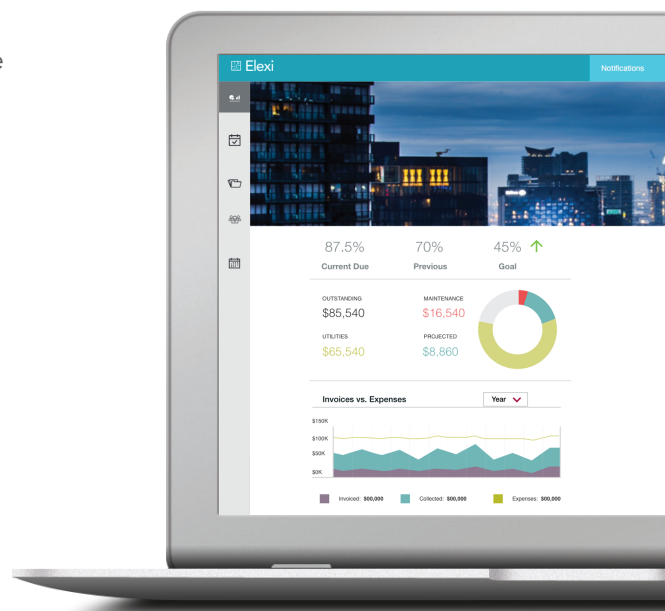 e
Elexi
Notifications
87.5% 70% 45%
Current Due Previous Goal
OUTSTANDING MAINTENANCE
$85,540 $16,540
UTILITIES PROJECTED
$65,540 $8,860
Invoices vs. Expenses Year
$150K
$100K
$50K
$0K
Invoiced: $00,000 Collected: $00,000 Expenses: $00,000